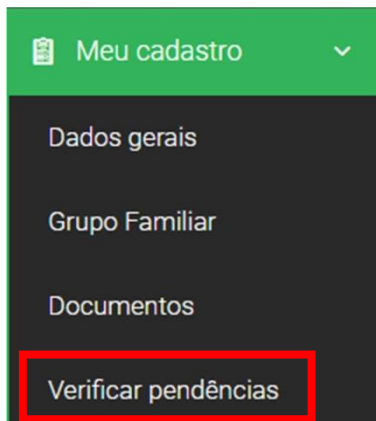 Meu cadastro
Dados gerais
Grupo Familiar
Documentos
Verificar pendências